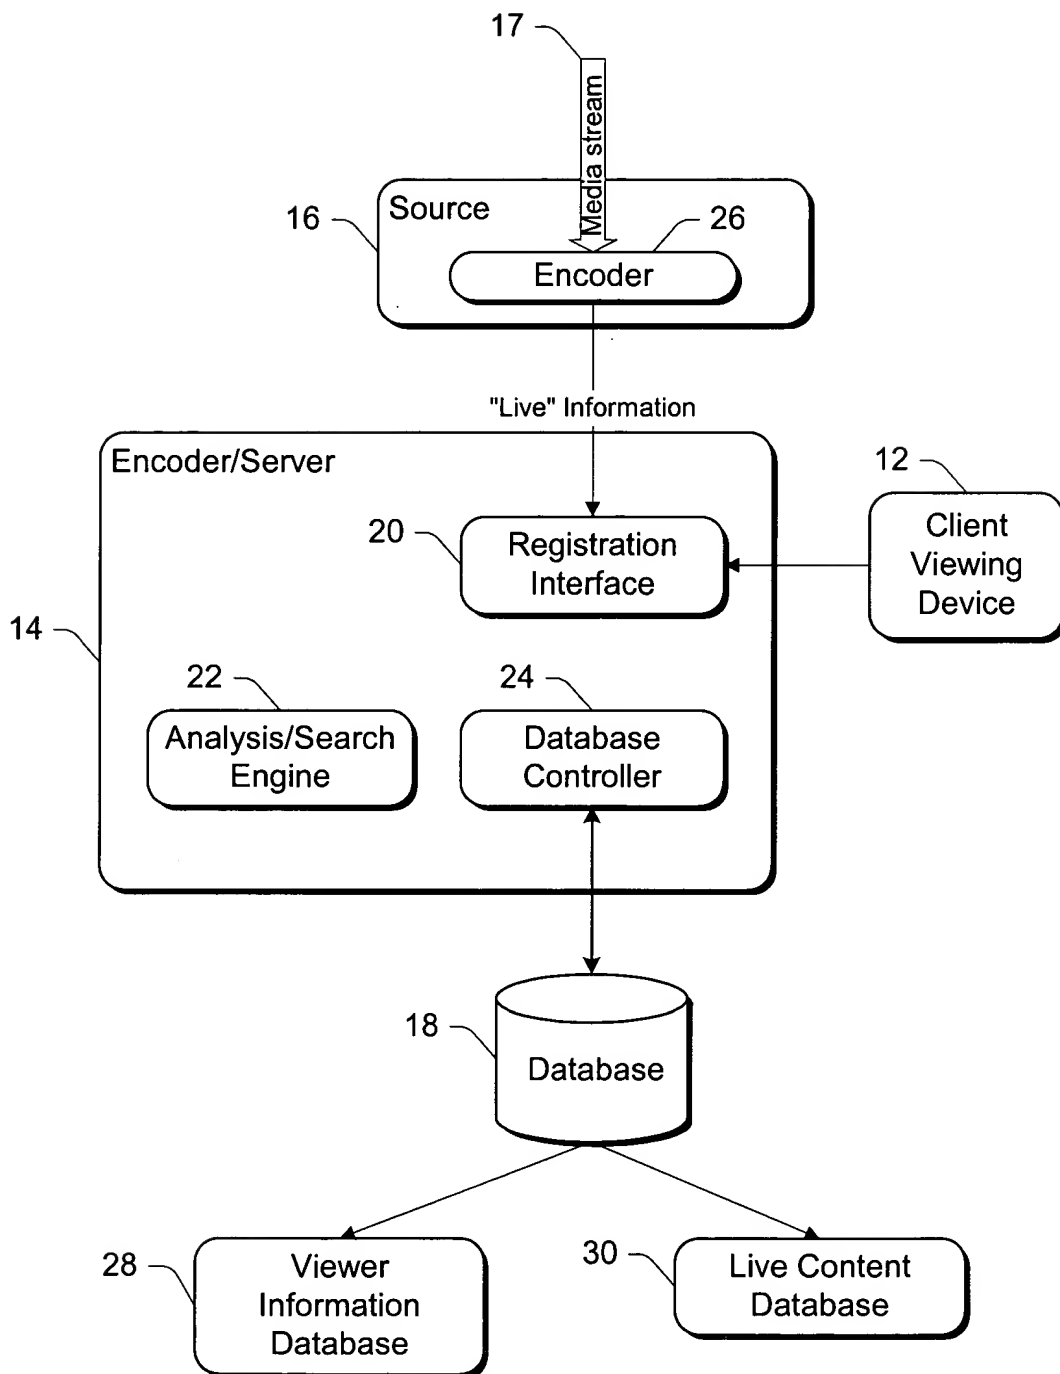 17
Media stream
Source
16
26
Encoder
"Live" Information
Encoder/Server
12
Client
Viewing
Device
20
Registration
Interface
14
22
24
Analysis/Search
Engine
Database
Controller
18
Database
28
Viewer
Information
Database
30
Live Content
Database